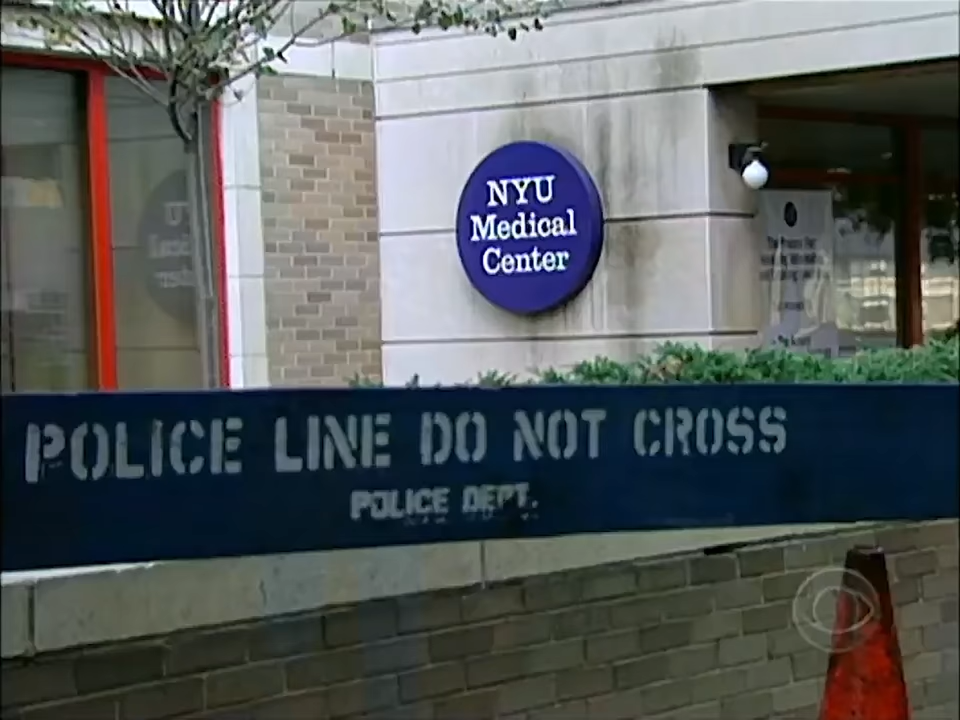 NYU
Medical
Center
POLICE LINE DO NOT CROSS
POLICE DEPT.